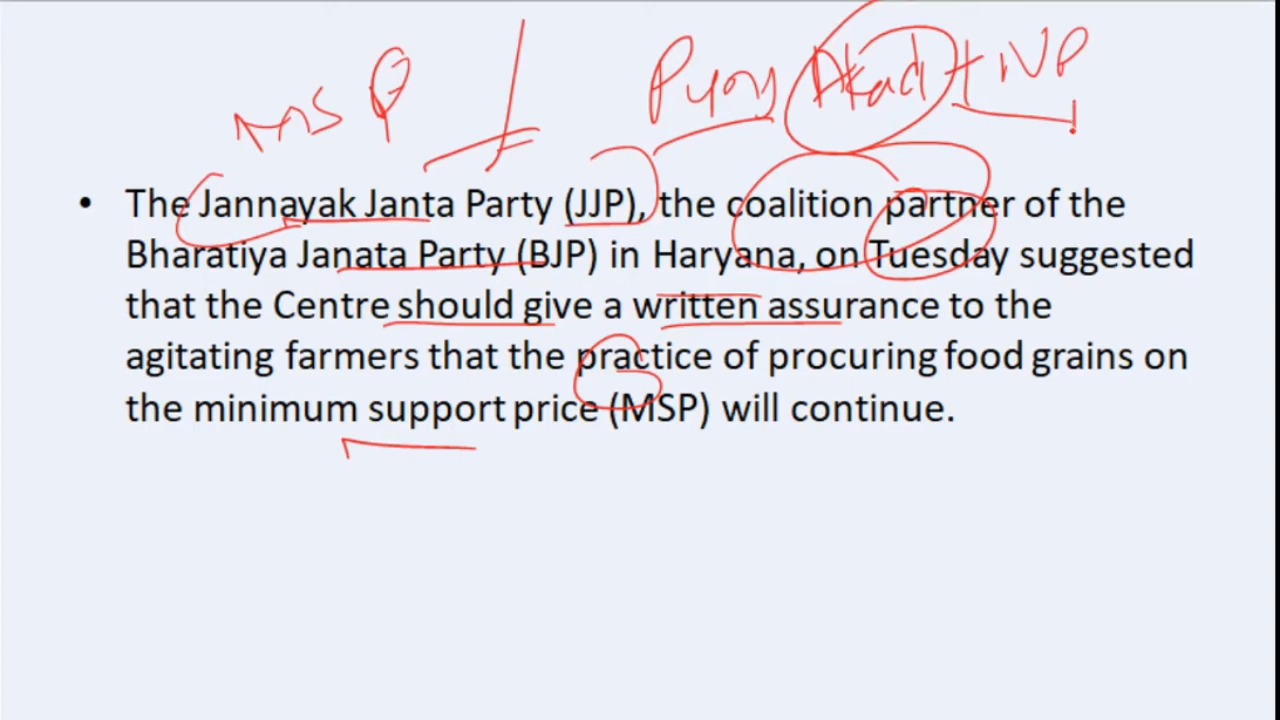 MSP
Akad + NP
• The Jannayak Janta Party (JJP), the coalition partner of the
Bharatiya Janata Party (BJP) in Haryana, on Tuesday suggested
that the Centre should give a written assurance to the
agitating farmers that the practice of procuring food grains on
the minimum support price (MSP) will continue.